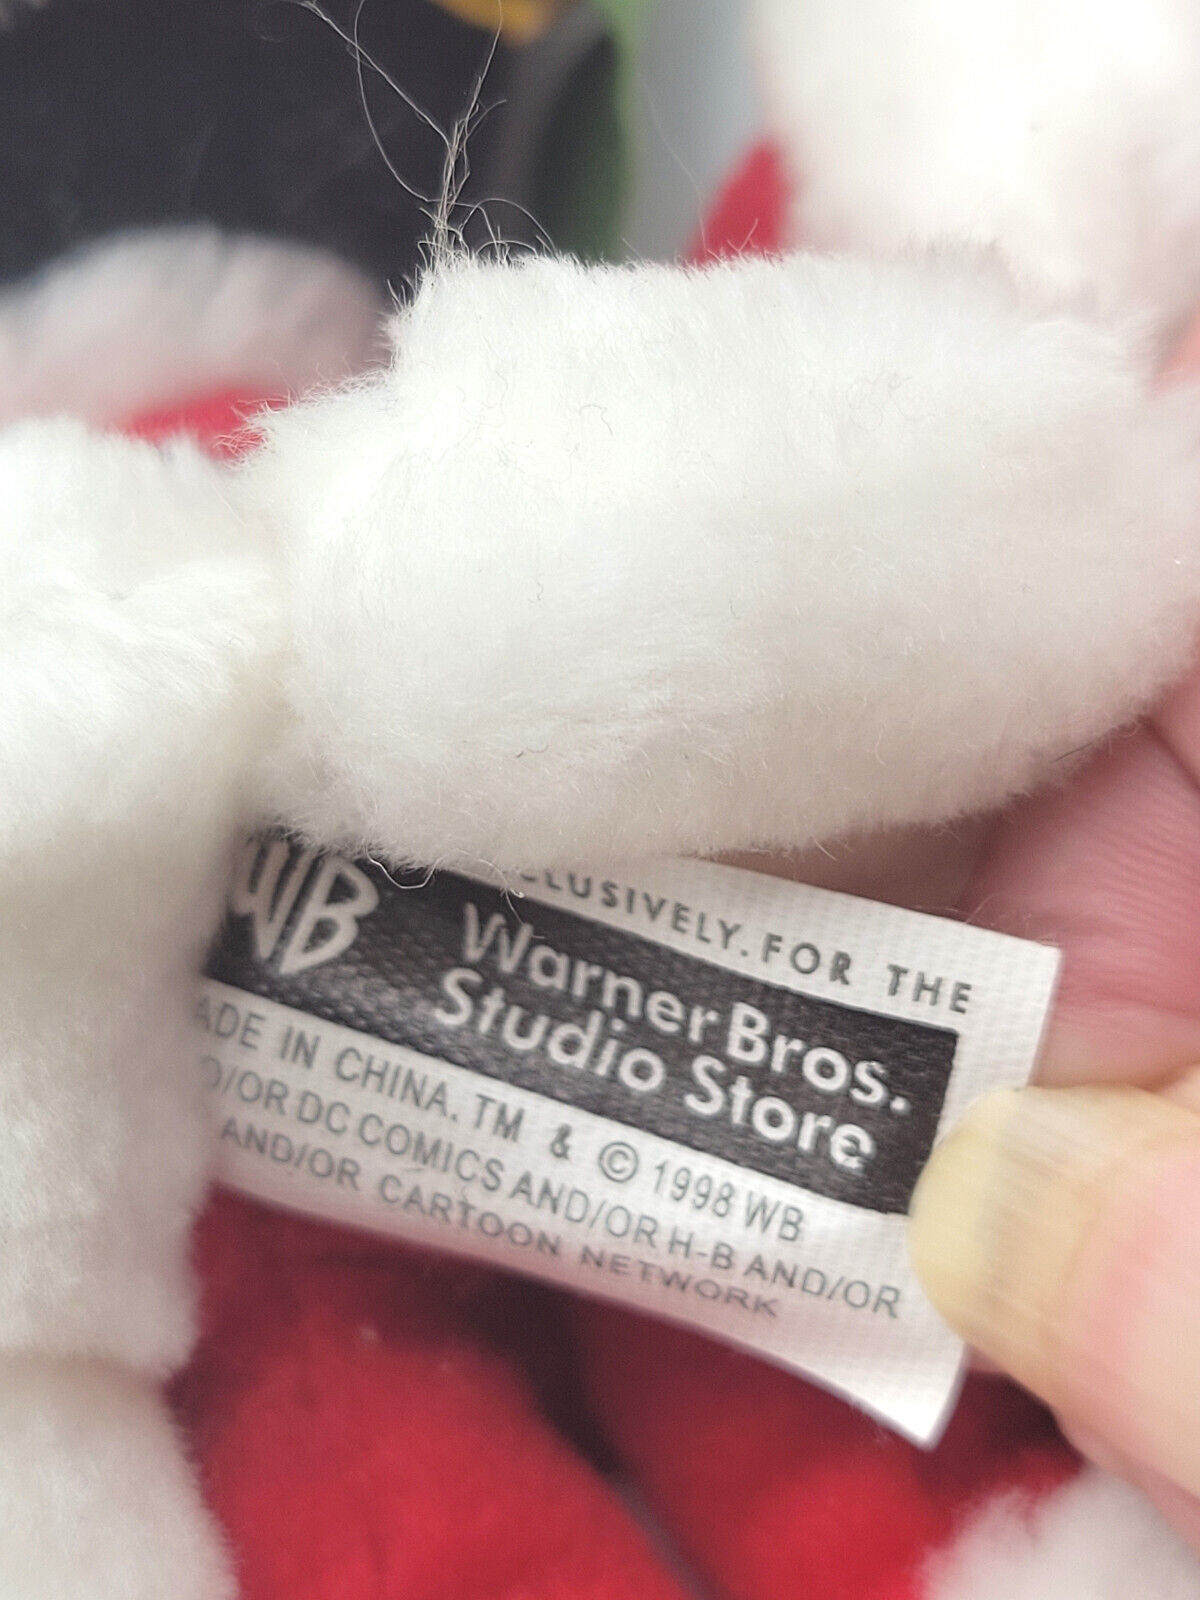 EXCLUSIVELY. FOR THE
WB
Warner Bros.
Studio Store
ADE IN CHINA. TM & © 1998 WB
D/OR DC COMICS AND/OR H-B AND/OR
AND/OR CARTOON NETWORK